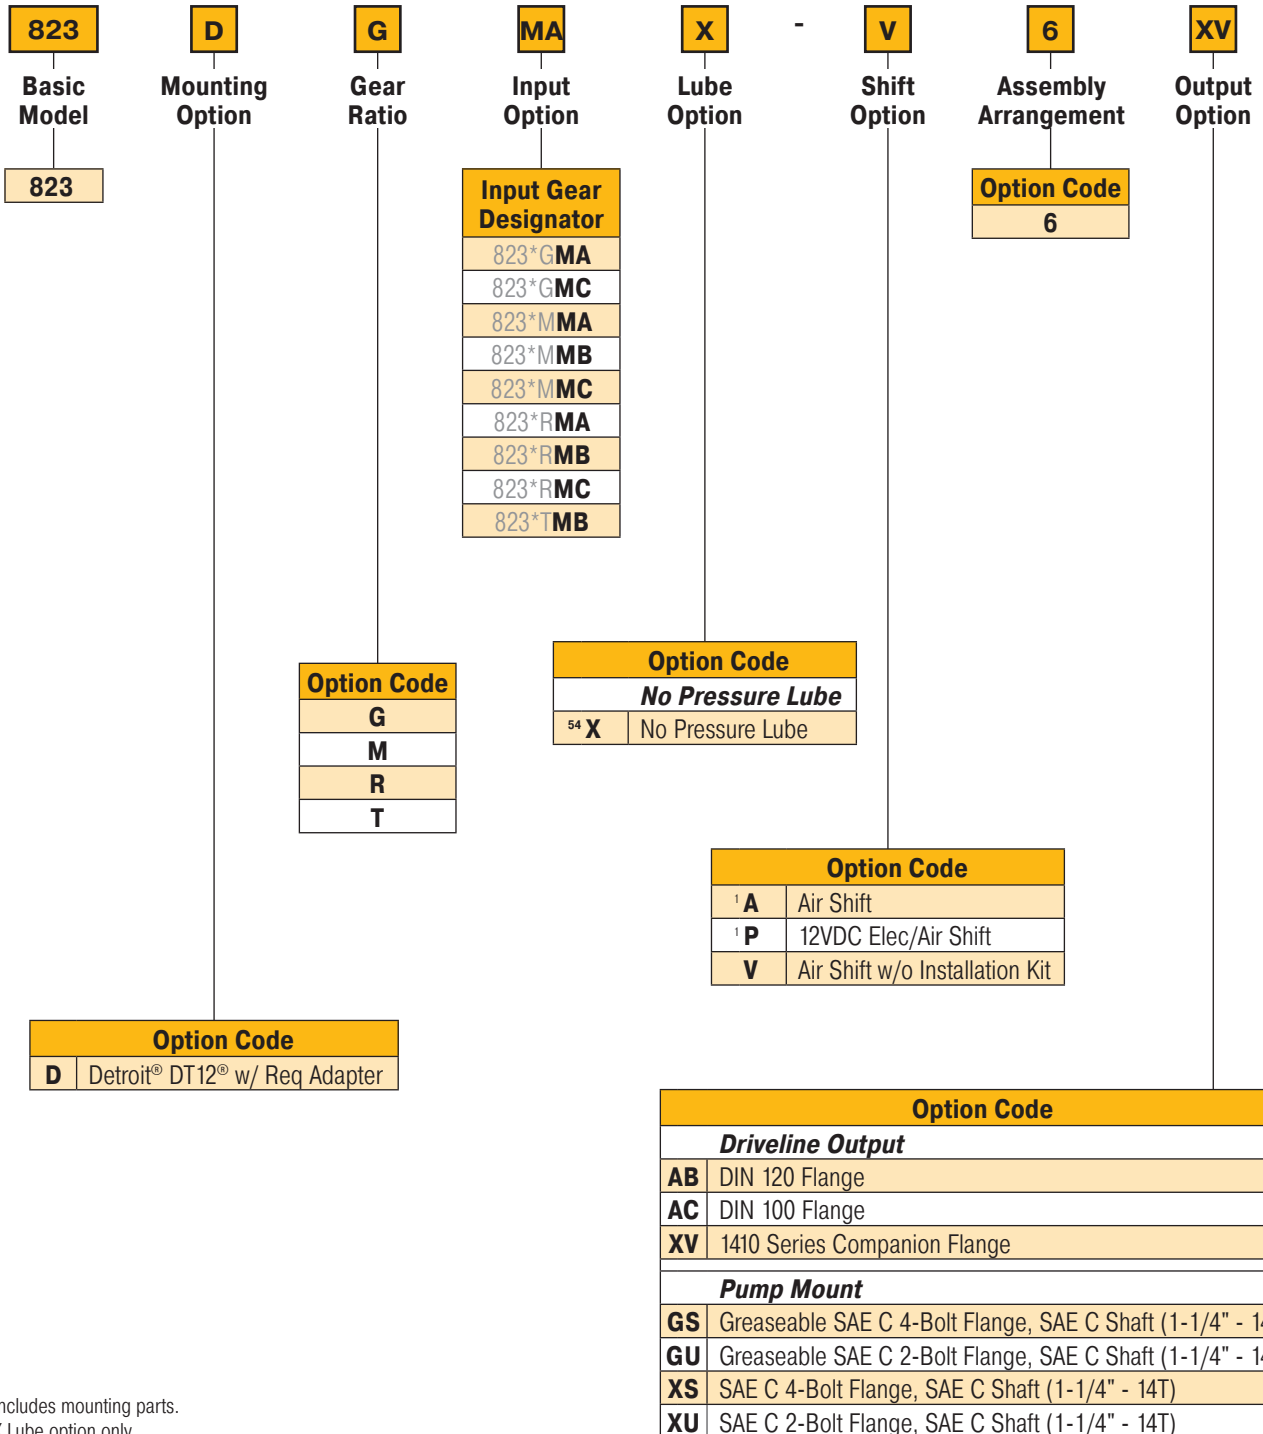 823 D G MA X - V 6 XV
Basic Model
Mounting Option
Gear Ratio
Input Option
Lube Option
Shift Option
Assembly Arrangement
Output Option
823
Input Gear Designator
823*GMA
823*GMC
823*MMA
823*MMB
823*MMC
823*RMA
823*RMB
823*RMC
823*TMB
Option Code
6
Option Code
No Pressure Lube
54 X No Pressure Lube
Option Code
G
M
R
T
Option Code
1 A Air Shift
1 P 12VDC Elec/Air Shift
V Air Shift w/o Installation Kit
Option Code
D Detroit® DT12® w/ Req Adapter
Option Code
Driveline Output
AB DIN 120 Flange
AC DIN 100 Flange
XV 1410 Series Companion Flange
Pump Mount
GS Greaseable SAE C 4-Bolt Flange, SAE C Shaft (1-1/4" -
GU Greaseable SAE C 2-Bolt Flange, SAE C Shaft (1-1/4" -
XS SAE C 4-Bolt Flange, SAE C Shaft (1-1/4" - 14T)
XU SAE C 2-Bolt Flange, SAE C Shaft (1-1/4" - 14T)
ncludes mounting parts.
Lube option only